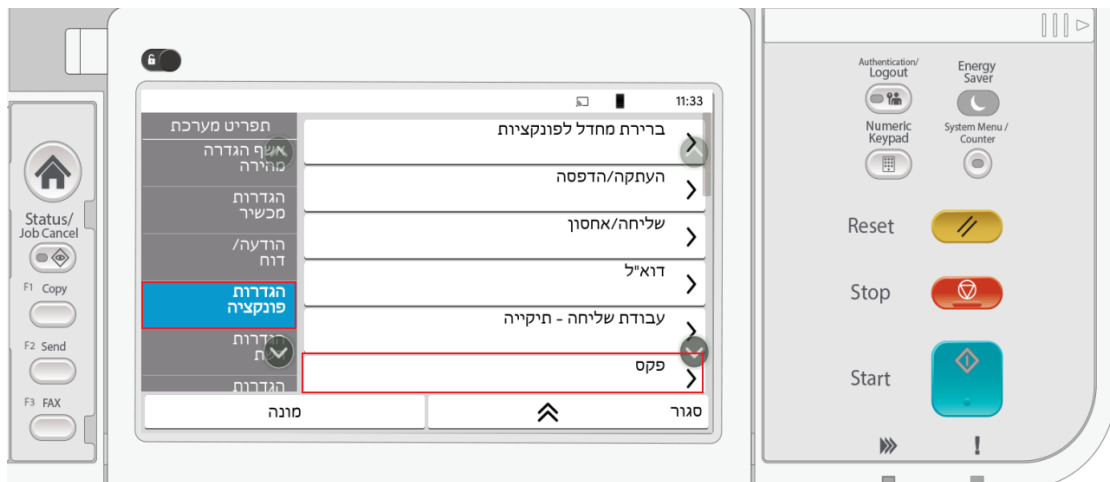 Status/
Job Cancel
F1 Copy
F2 Send
F3 FAX
11:33
תפריט מערכת
אשף הגדרה
מהירה
הגדרות
מכשיר
הודעה/
דוח
הגדרות
פונקציה
הגדרות
ברירת מחדל לפונקציות
העתקה/הדפסה
שליחה/אחסון
דוא"ל
עבודת שליחה - תיקייה
פקס
מונה
סגור
Authentication/
Logout
Energy
Saver
Numeric
Keypad
System Menu /
Counter
Reset
Stop
Start